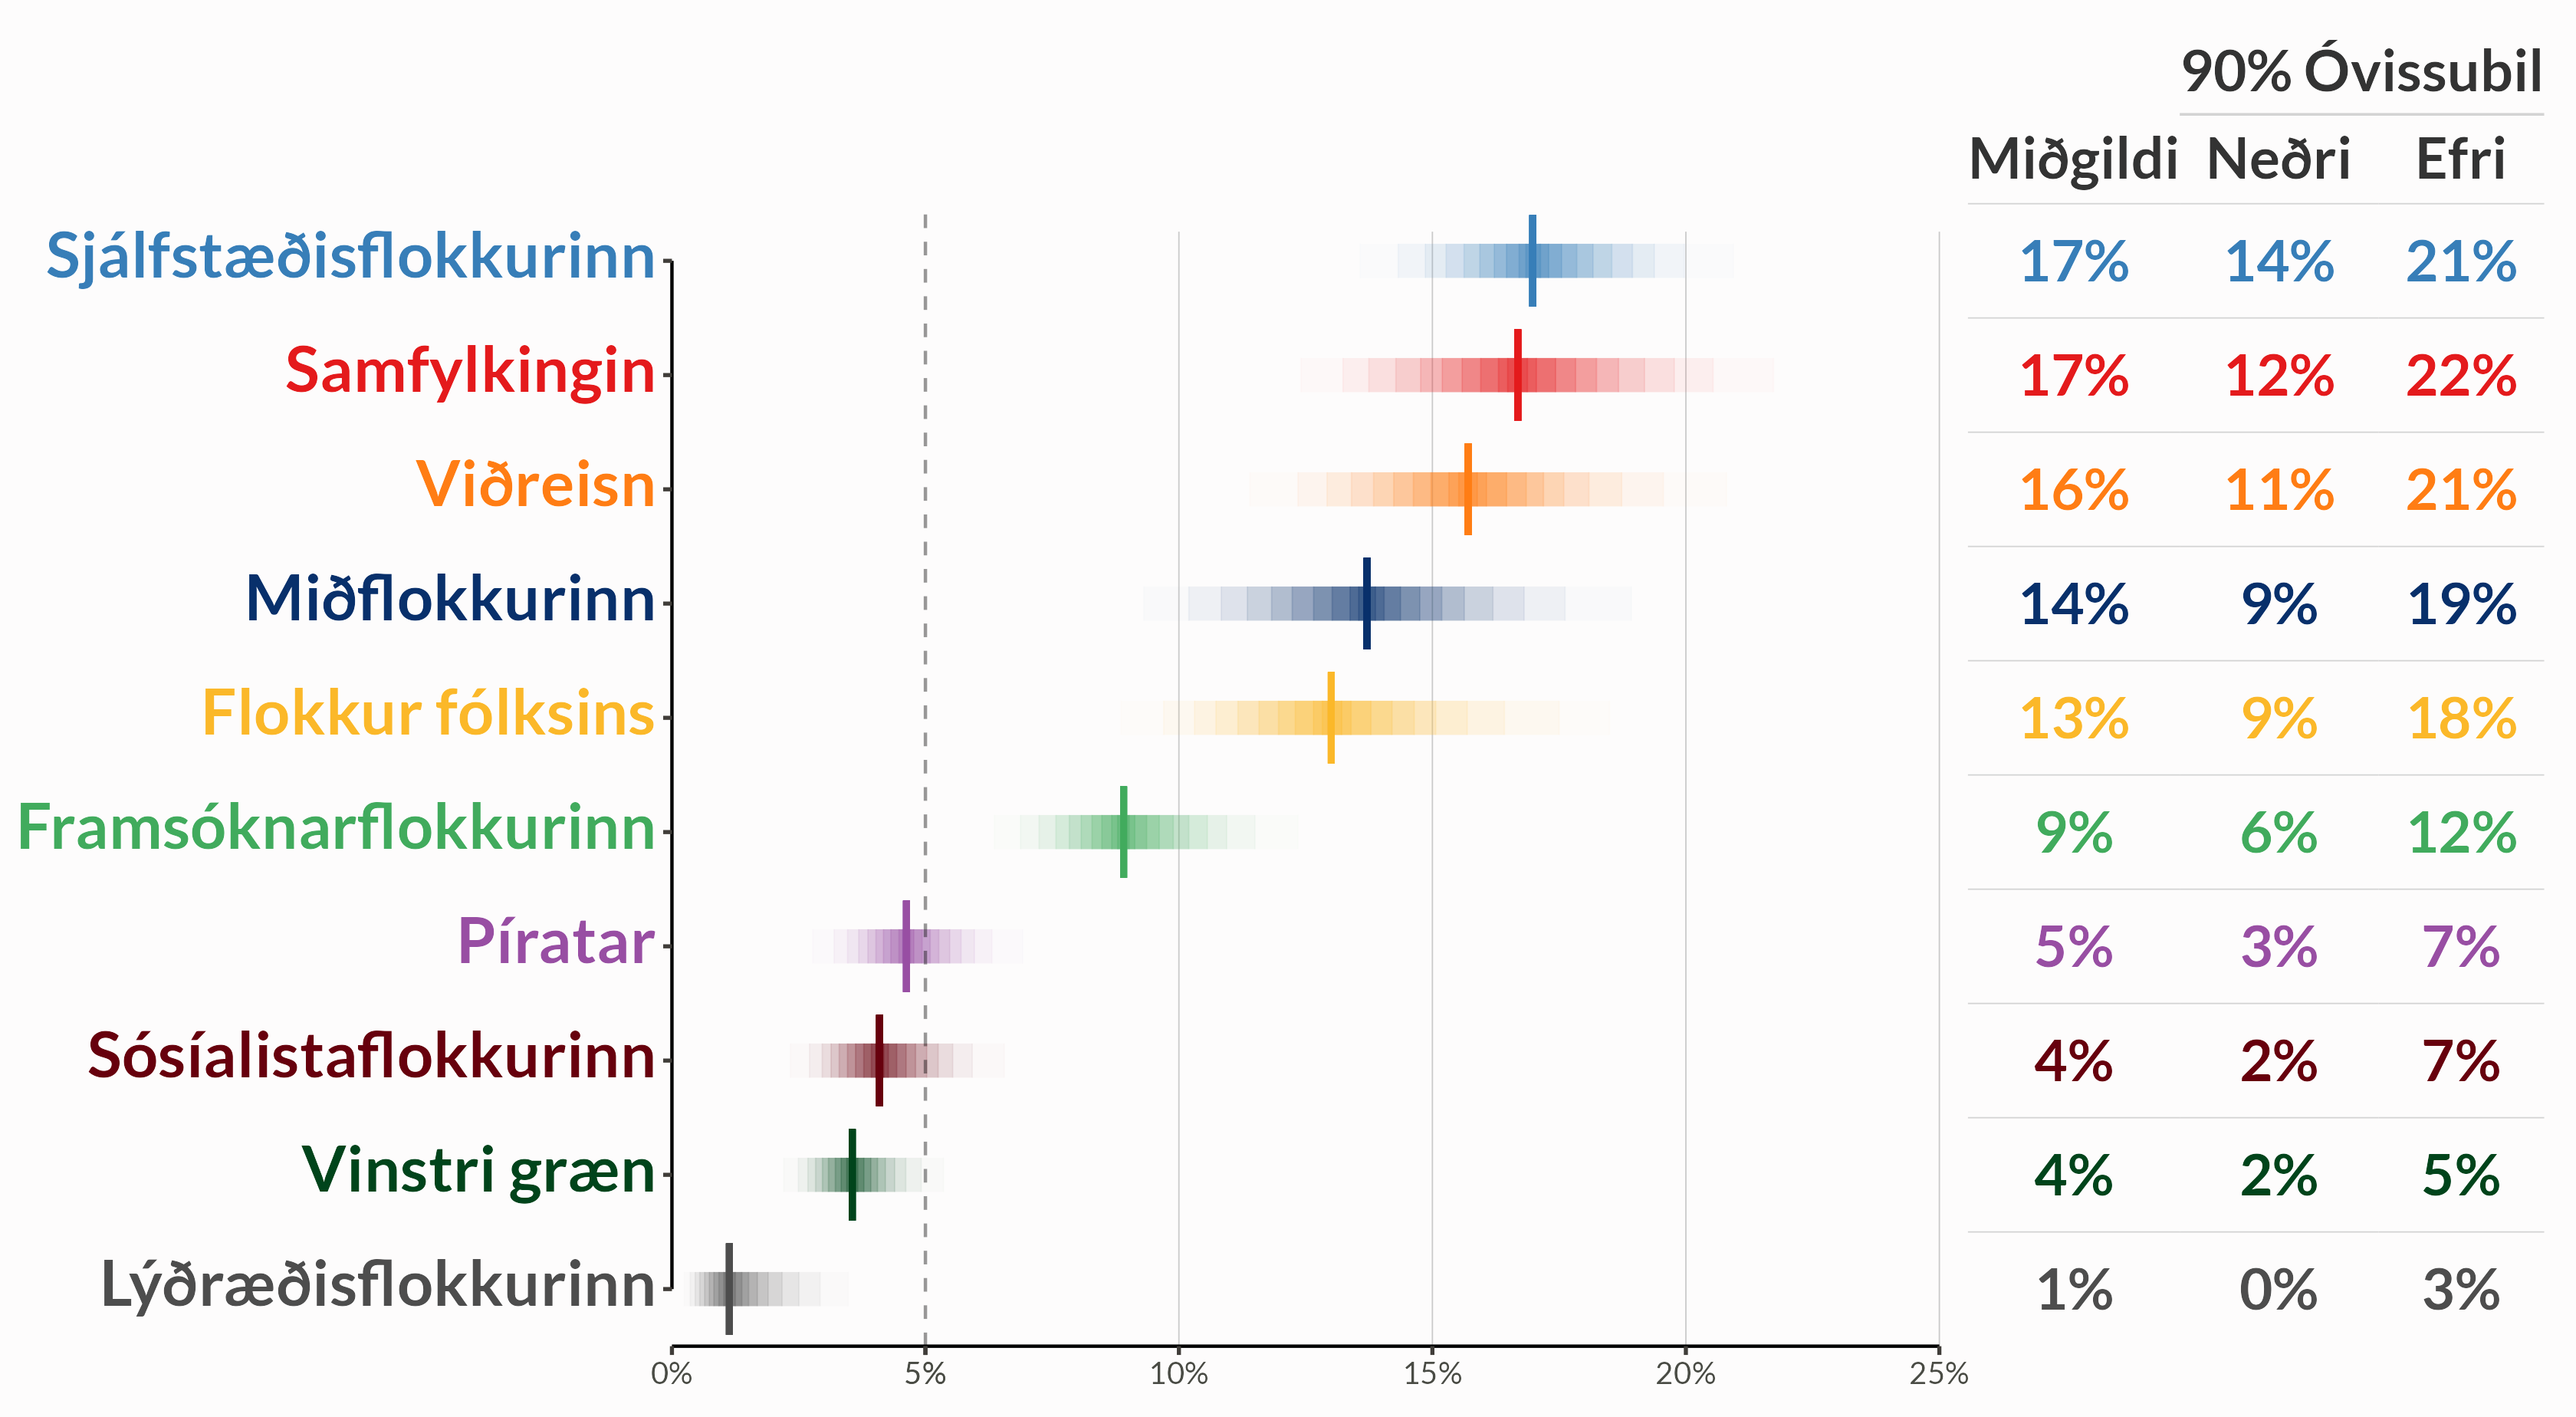 90% Óvissubil
Miðgildi Neðri Efri
Sjálfstæðisflokkurinn 17% 14% 21%
Samfylkingin 17% 12% 22%
Viðreisn 16% 11% 21%
Miðflokkurinn 14% 9% 19%
Flokkur fólksins 13% 9% 18%
Framsóknarflokkurinn 9% 6% 12%
Píratar 5% 3% 7%
Sósíalistaflokkurinn 4% 2% 7%
Vinstri græn 4% 2% 5%
Lýðræðisflokkurinn 1% 0% 3%
0% 5% 10% 15% 20% 25%